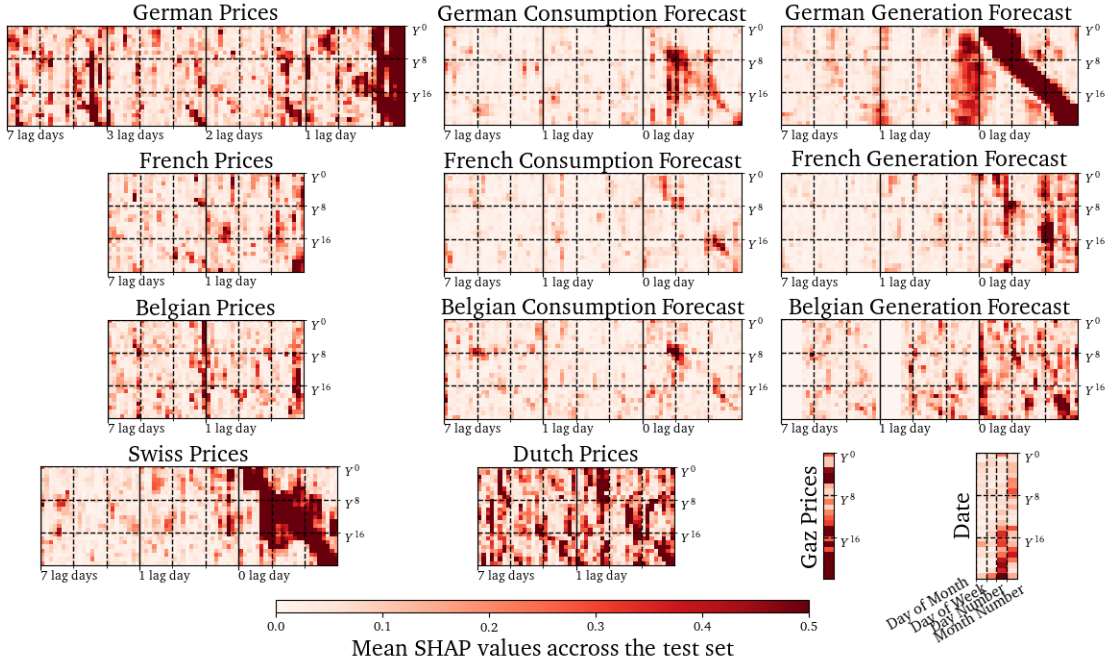 German Prices
German Consumption Forecast
German Generation Forecast
Y0
Y8
Y16
7 lag days
3 lag days
2 lag days
1 lag day
Y0
Y8
Y16
7 lag days
1 lag day
0 lag day
Y0
Y8
Y16
7 lag days
1 lag day
0 lag day
French Prices
French Consumption Forecast
French Generation Forecast
Y0
Y8
Y16
7 lag days
1 lag day
Y0
Y8
Y16
7 lag days
1 lag day
0 lag day
Y0
Y8
Y16
7 lag days
1 lag day
0 lag day
Belgian Prices
Belgian Consumption Forecast
Belgian Generation Forecast
Y0
Y8
Y16
7 lag days
1 lag day
Y0
Y8
Y16
7 lag days
1 lag day
0 lag day
Y0
Y8
Y16
7 lag days
1 lag day
0 lag day
Swiss Prices
Y0
Y8
Y16
7 lag days
1 lag day
0 lag day
Dutch Prices
Y0
Y8
Y16
7 lag days
1 lag day
Gaz Prices
Y0
Y8
Y16
Date
Y0
Y8
Y16
Day of Month
Day of Week
Day Number
Month Number
0.0
0.1
0.2
0.3
0.4
0.5
Mean SHAP values accross the test set